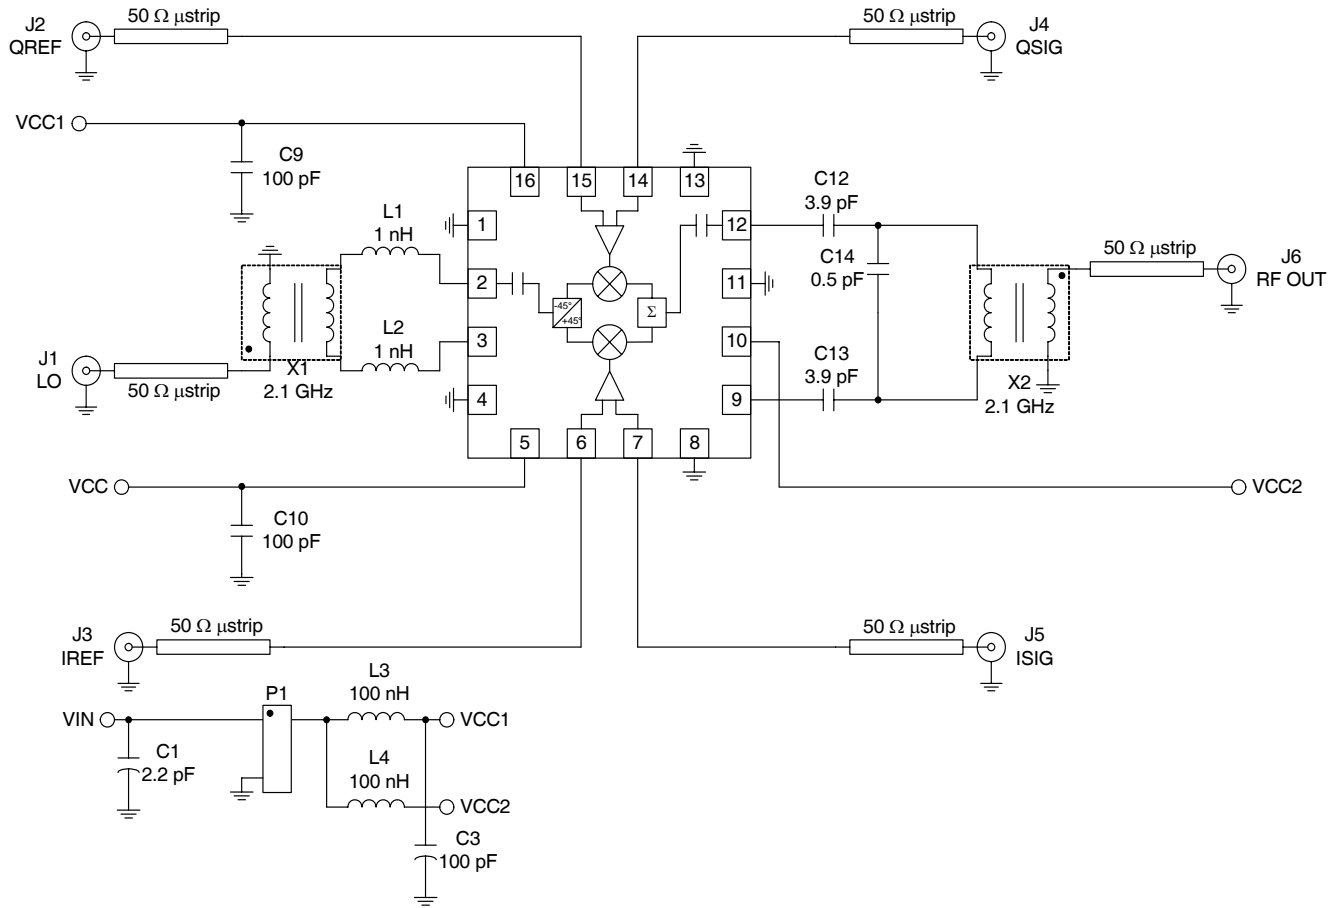 50 Ω μstrip
50 Ω μstrip
J2
QREF
J4
QSIG
VCC1
C9
100 pF
16
15
14
13
C12
3.9 pF
L1
1 nH
1
12
C14
0.5 pF
50 Ω μstrip
J6
RF OUT
2
11
-45°
+45°
Σ
L2
1 nH
3
10
C13
3.9 pF
J1
LO
50 Ω μstrip
X1
2.1 GHz
X2
2.1 GHz
4
9
5
6
7
8
VCC
VCC2
C10
100 pF
J3
IREF
50 Ω μstrip
50 Ω μstrip
J5
ISIG
L3
100 nH
P1
VIN
VCC1
C1
2.2 pF
L4
100 nH
VCC2
C3
100 pF